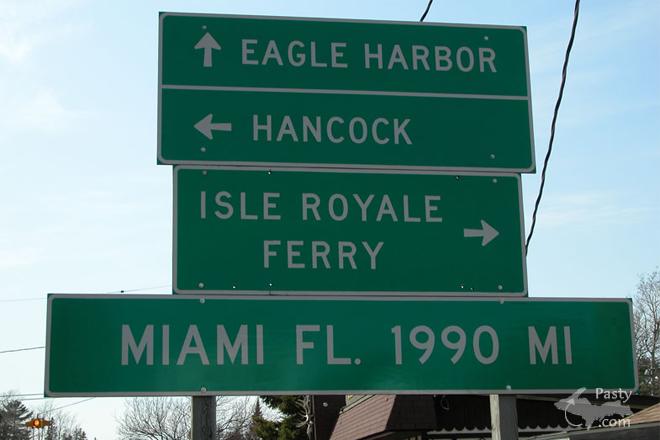 EAGLE HARBOR
HANCOCK
ISLE ROYALE
FERRY
MIAMI FL. 1990 MI
Pasty
.com